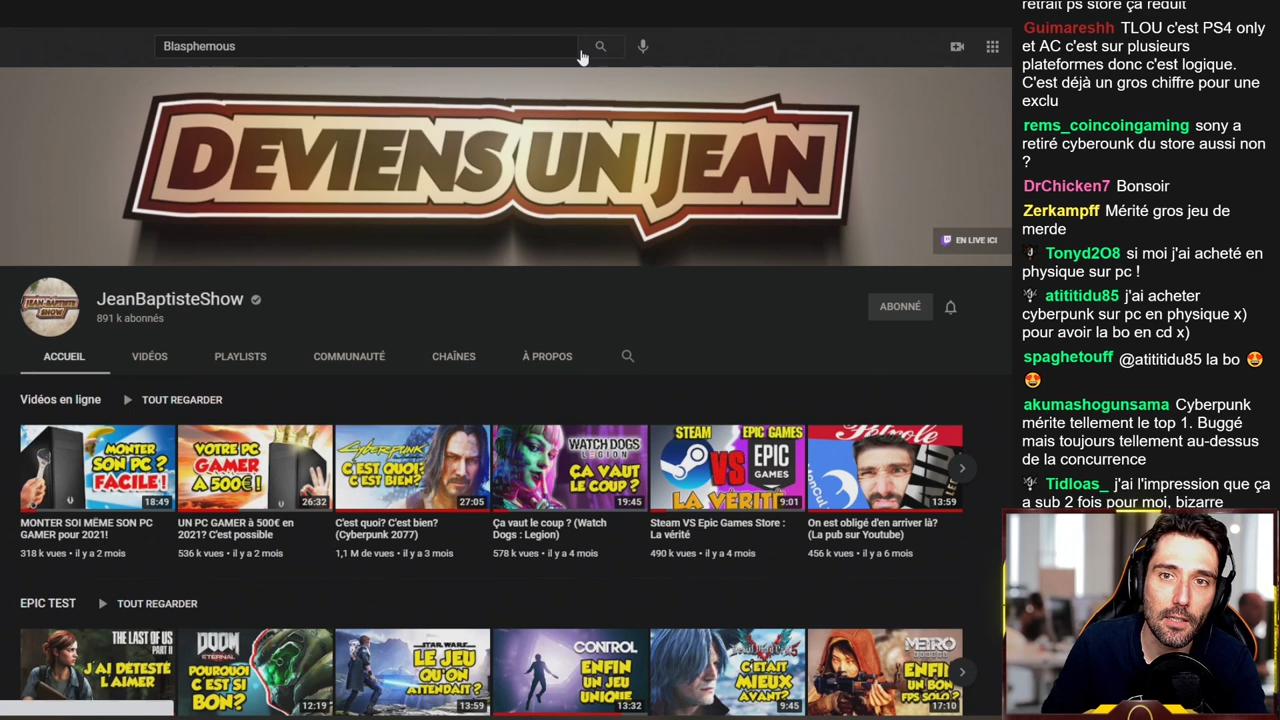 Blasphemous
DEVIENS UN JEAN
EN LIVE ICI
JeanBaptisteShow
891 k abonnés
ABONNÉ
ACCUEIL VIDÉOS PLAYLISTS COMMUNAUTÉ CHAÎNES À PROPOS
Vidéos en ligne TOUT REGARDER
MONTER
SON PC ?
FACILE!
18:49
VOTRE PC
GAMER
A 500€!
26:32
CYBERPUNK
C'EST QUOI?
C'EST BIEN?
27:05
WATCH DOGS
LEGION
ÇA VAUT
LE COUP ?
19:45
STEAM EPIC GAMES
VS
EPIC
GAMES
LA VÉRITÉ
9:01
Pétrole
13:59
MONTER SOI MÊME SON PC
GAMER pour 2021!
318 k vues • il y a 2 mois
UN PC GAMER à 500€ en
2021? C'est possible
536 k vues • il y a 2 mois
C'est quoi? C'est bien?
(Cyberpunk 2077)
1,1 M de vues • il y a 3 mois
Ça vaut le coup ? (Watch
Dogs : Legion)
578 k vues • il y a 4 mois
Steam VS Epic Games Store :
La vérité
490 k vues • il y a 4 mois
On est obligé d'en arriver là?
(La pub sur Youtube)
456 k vues • il y a 6 mois
EPIC TEST TOUT REGARDER
THE LAST OF US
PART II
J'AI DÉTESTÉ
L'AIMER
DOOM
ETERNAL
POURQUOI
C'EST SI
BON?
12:19
STAR WARS
LE JEU
QU'ON
ATTENDAIT ?
13:59
CONTROL
ENFIN
UN JEU
UNIQUE
13:32
C'ÉTAIT
MIEUX
AVANT?
9:45
METRO
ENFIN
UN BON
FPS SOLO ?
17:10
retrait ps store ça réduit
Guimareshh TLOU c'est PS4 only
et AC c'est sur plusieurs
plateformes donc c'est logique.
C'est déjà un gros chiffre pour une
exclu
rems_coincoingaming sony a
retiré cyberounk du store aussi non
?
DrChicken7 Bonsoir
Zerkampff Mérité gros jeu de
merde
Tonyd2O8 si moi j'ai acheté en
physique sur pc !
atititidu85 j'ai acheter
cyberpunk sur pc en physique x)
pour avoir la bo en cd x)
spaghetouff @atititidu85 la bo
akumashogunsama Cyberpunk
mérite tellement le top 1. Buggé
mais toujours tellement au-dessus
de la concurrence
Tidloas_ j'ai l'impression que ça
a sub 2 fois pour moi, bizarre